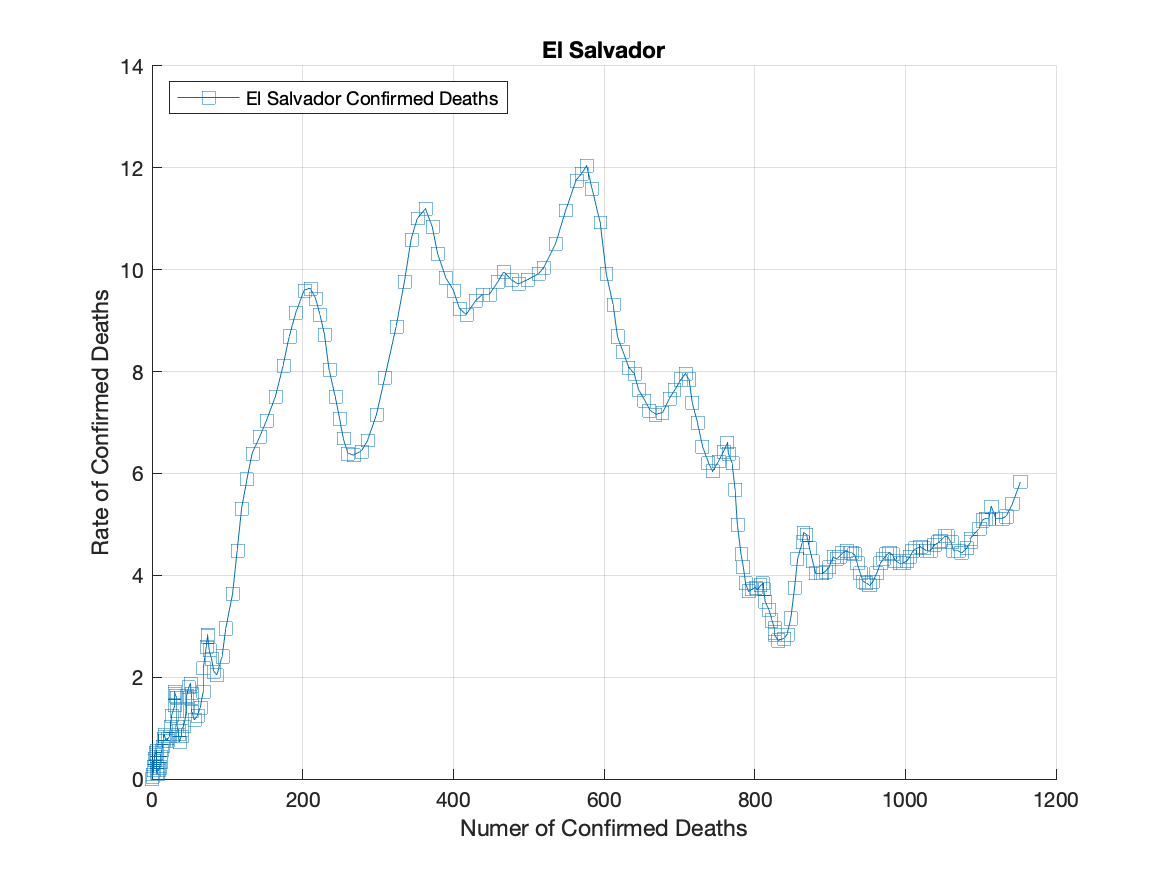 El Salvador
El Salvador Confirmed Deaths
14
12
10
8
6
4
2
0
Rate of Confirmed Deaths
0 200 400 600 800 1000 1200
Numer of Confirmed Deaths